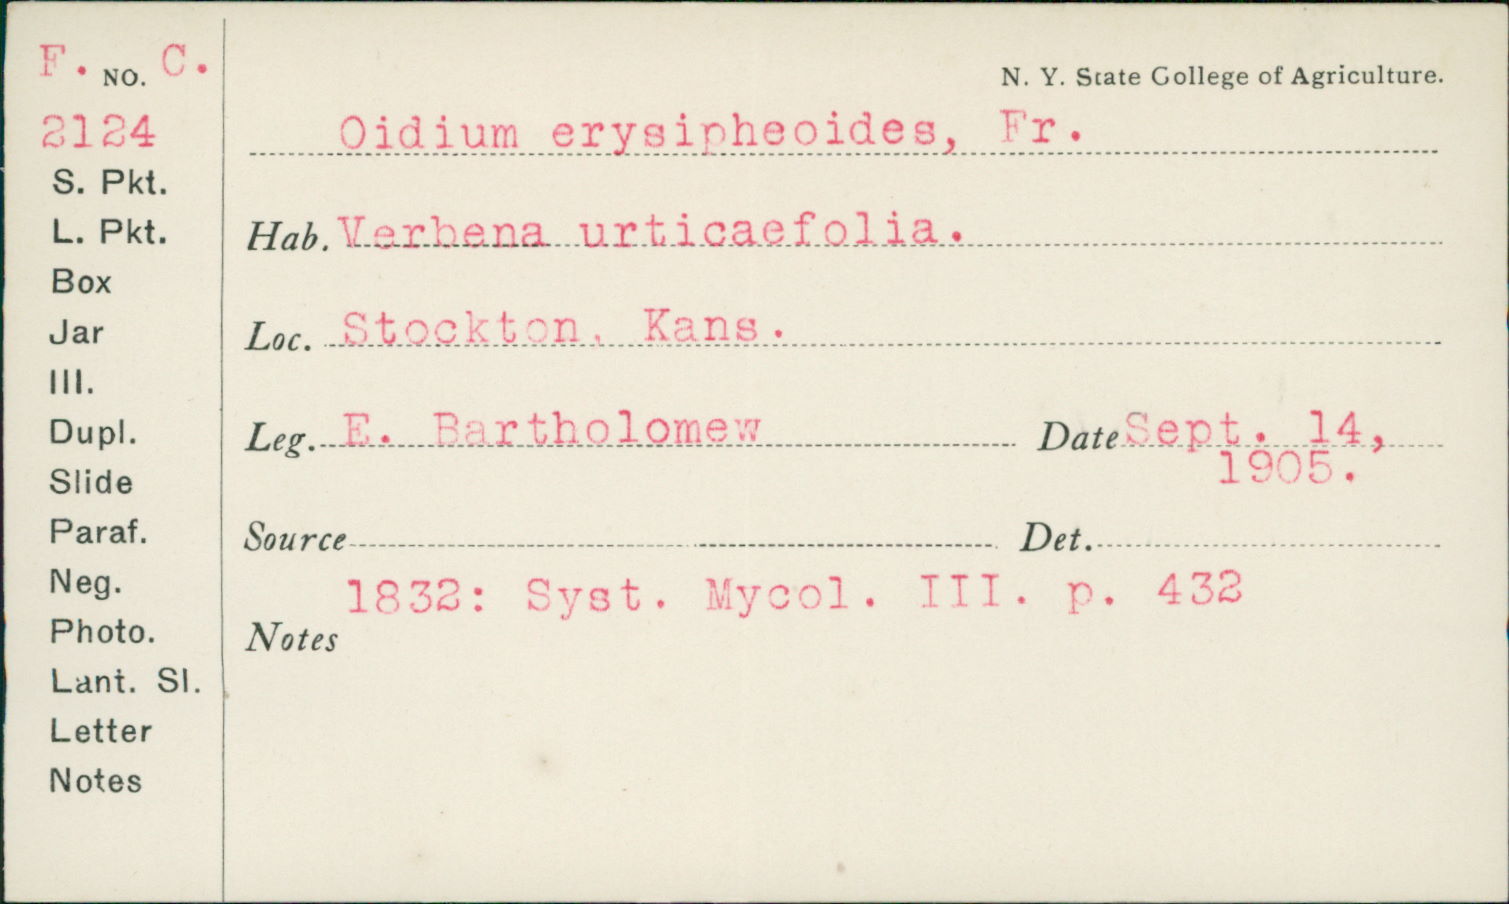 F. NO. C.
2124
S. Pkt.
L. Pkt.
Box
Jar
Ill.
Dupl.
Slide
Paraf.
Neg.
Photo.
Lant. Sl.
Letter
Notes
N. Y. State College of Agriculture.
Oidium erysipheoides, Fr.
Hab. Verbena urticaefolia.
Loc. Stockton, Kans.
Leg. E. Bartholomew Date Sept. 14,
1905.
Source Det.
1832: Syst. Mycol. III. p. 432
Notes